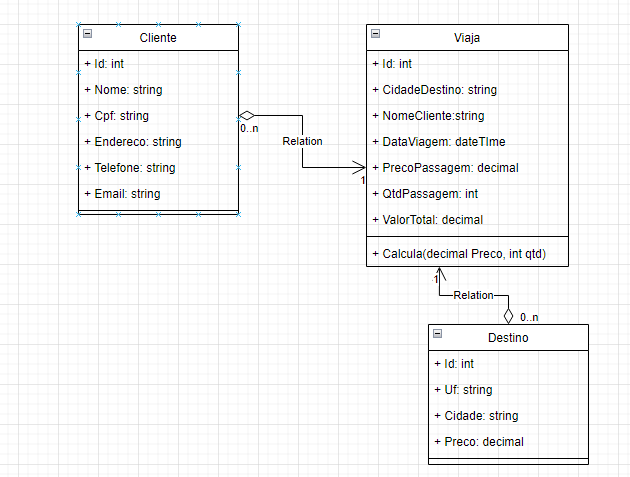 Cliente
+ Id: int
+ Nome: string
+ Cpf: string
+ Endereco: string
+ Telefone: string
+ Email: string
0..n
Relation
1
Viaja
+ Id: int
+ CidadeDestino: string
+ NomeCliente:string
+ DataViagem: dateTIme
+ PrecoPassagem: decimal
+ QtdPassagem: int
+ ValorTotal: decimal
+ Calcula(decimal Preco, int qtd)
1
Relation
0..n
Destino
+ Id: int
+ Uf: string
+ Cidade: string
+ Preco: decimal